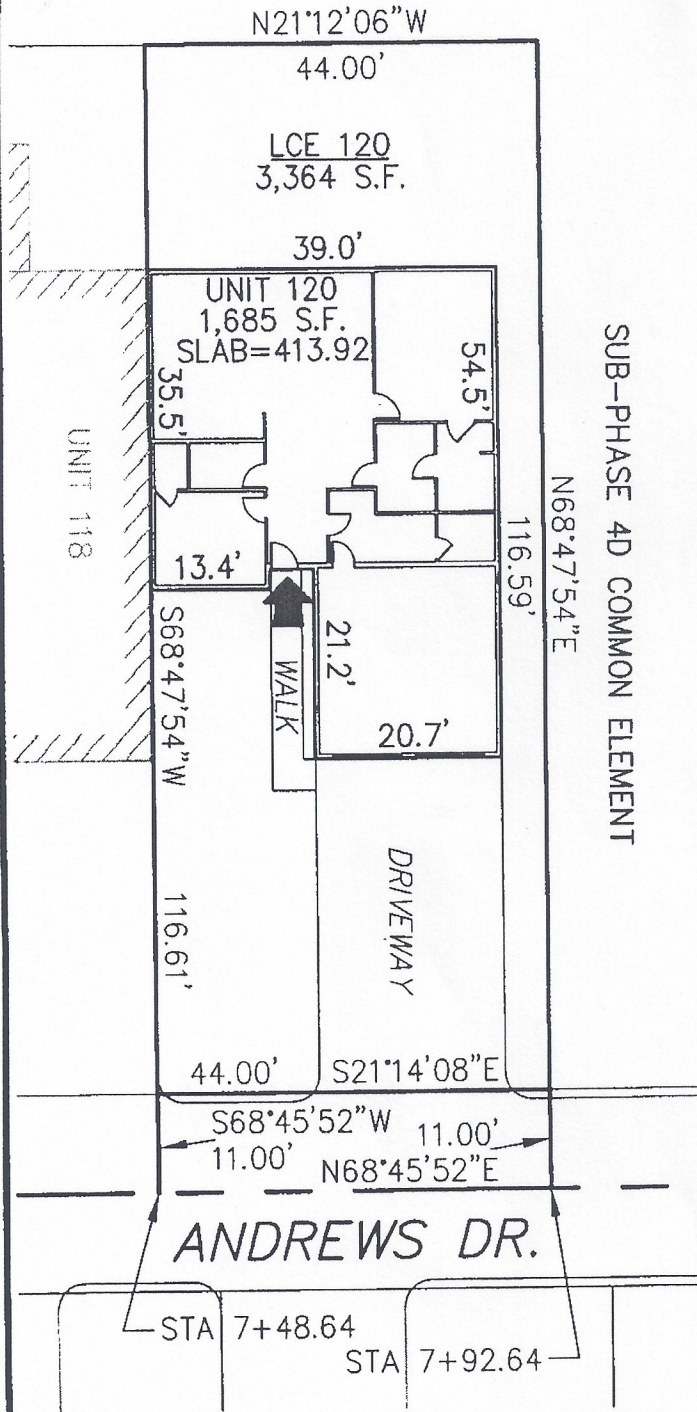 N21°12'06"W
44.00'
LCE 120
3,364 S.F.
39.0'
UNIT 120
1,685 S.F.
SLAB=413.92
54.5'
35.5'
SUB-PHASE 4D COMMON ELEMENT
UNIT 118
N68°47'54"E
116.59'
13.4'
21.2'
WALK
20.7'
S68°47'54"W
116.61'
DRIVEWAY
44.00' S21°14'08"E
S68°45'52"W
11.00'
11.00'
N68°45'52"E
ANDREWS DR.
STA 7+48.64
STA 7+92.64